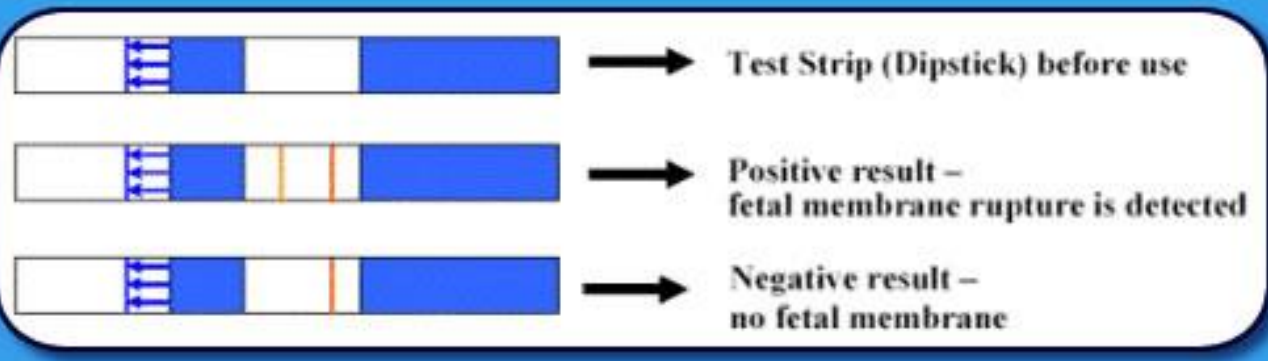 Test Strip (Dipstick) before use
Positive result –
fetal membrane rupture is detected
Negative result –
no fetal membrane